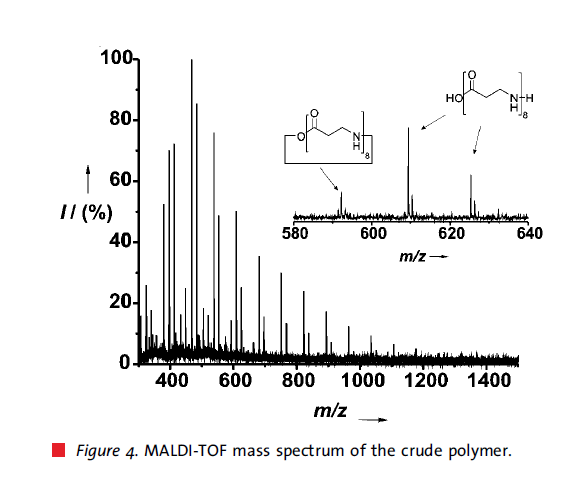 100
80
60
40
20
0
I / (%)
400 600 800 1000 1200 1400
m/z
O
O
N
H
8
HO
O
N
H
H
8
580 600 620 640
m/z
Figure 4. MALDI-TOF mass spectrum of the crude polymer.